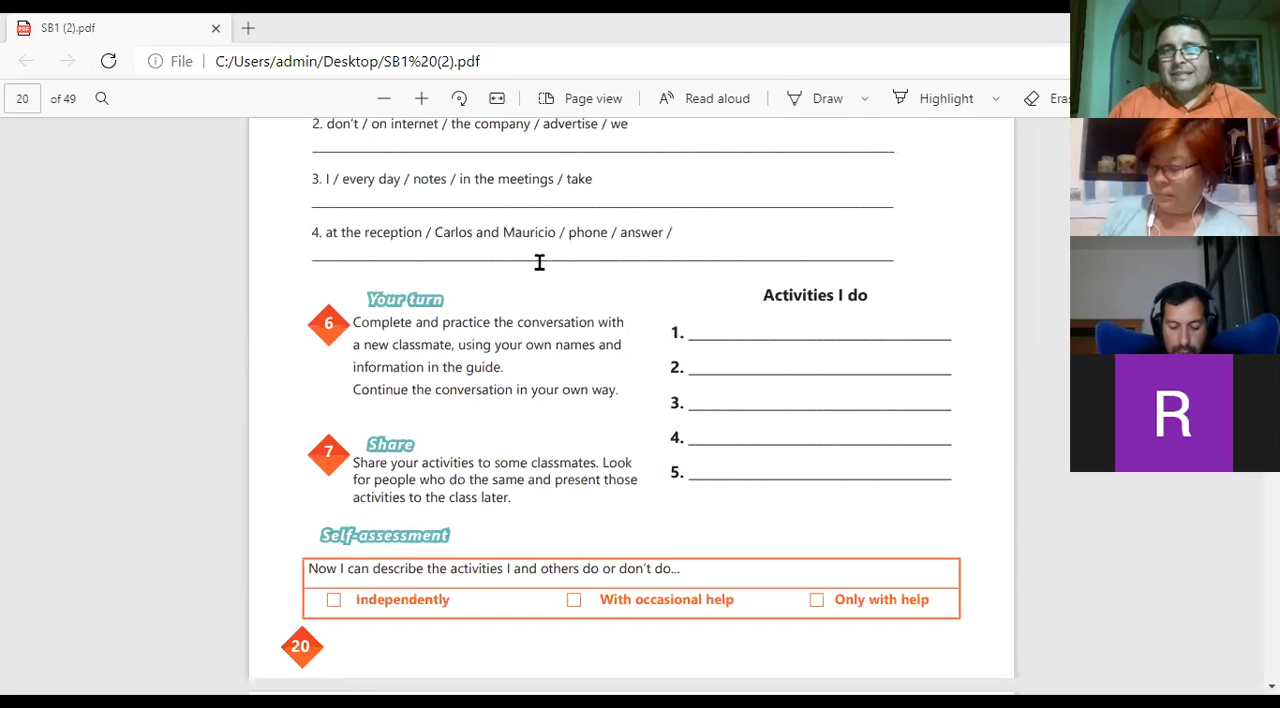 SB1 (2).pdf
File
C:/Users/admin/Desktop/SB1%20(2).pdf
20 of 49
Page view
Read aloud
Draw
Highlight
Eras
2. don't / on internet / the company / advertise / we
3. I / every day / notes / in the meetings / take
4. at the reception / Carlos and Mauricio / phone / answer /
Your turn
6
Complete and practice the conversation with
a new classmate, using your own names and
information in the guide.
Continue the conversation in your own way.
7
Share
Share your activities to some classmates. Look
for people who do the same and present those
activities to the class later.
Activities I do
1.
2.
3.
4.
5.
Self-assessment
Now I can describe the activities I and others do or don't do...
Independently
With occasional help
Only with help
20
R